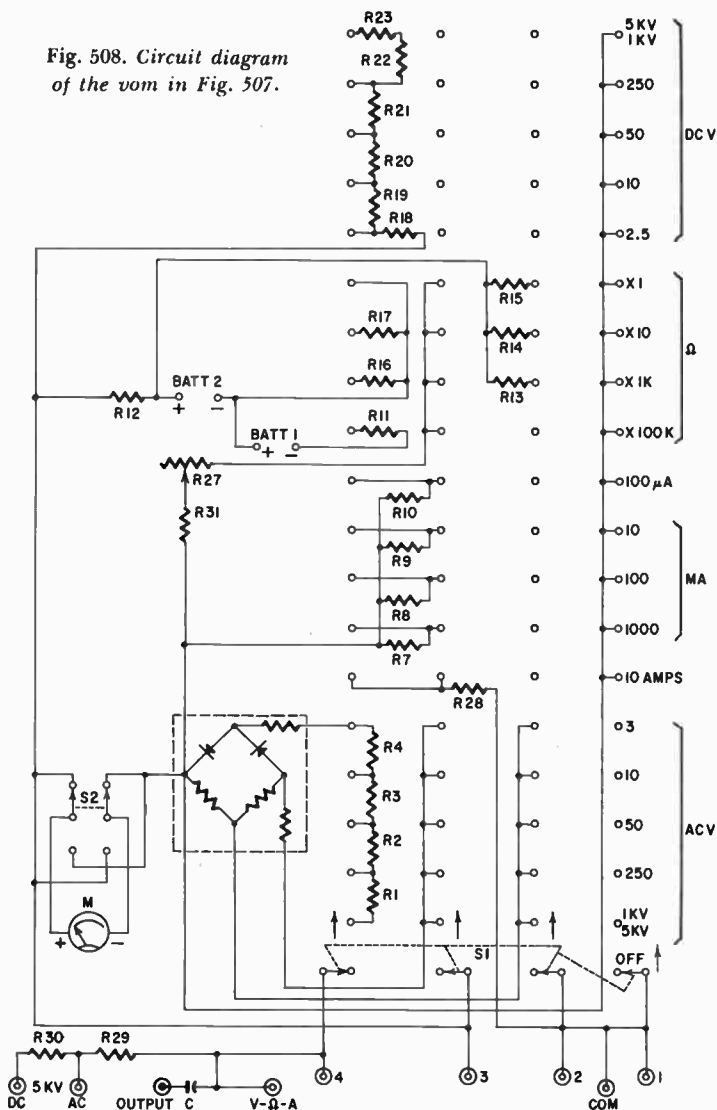 Fig. 508. Circuit diagram
of the vom in Fig. 507.
R23
R22
5KV
1KV
250
R21
50
DC V
R20
10
R19
R18
2.5
R15
X1
R17
R14
X10
Ω
R16
R13
X1K
R12
BATT 2
+ -
R11
BATT 1
+ -
X100K
R27
R31
100 μA
R10
10
R9
100
MA
R8
1000
R7
10 AMPS
R28
3
R4
10
R3
S2
50
ACV
R2
250
R1
M
+ -
1KV
5KV
S1
OFF
R30
R29
DC
5KV
AC
OUTPUT
C
V-Ω-A
4
3
2
COM
1